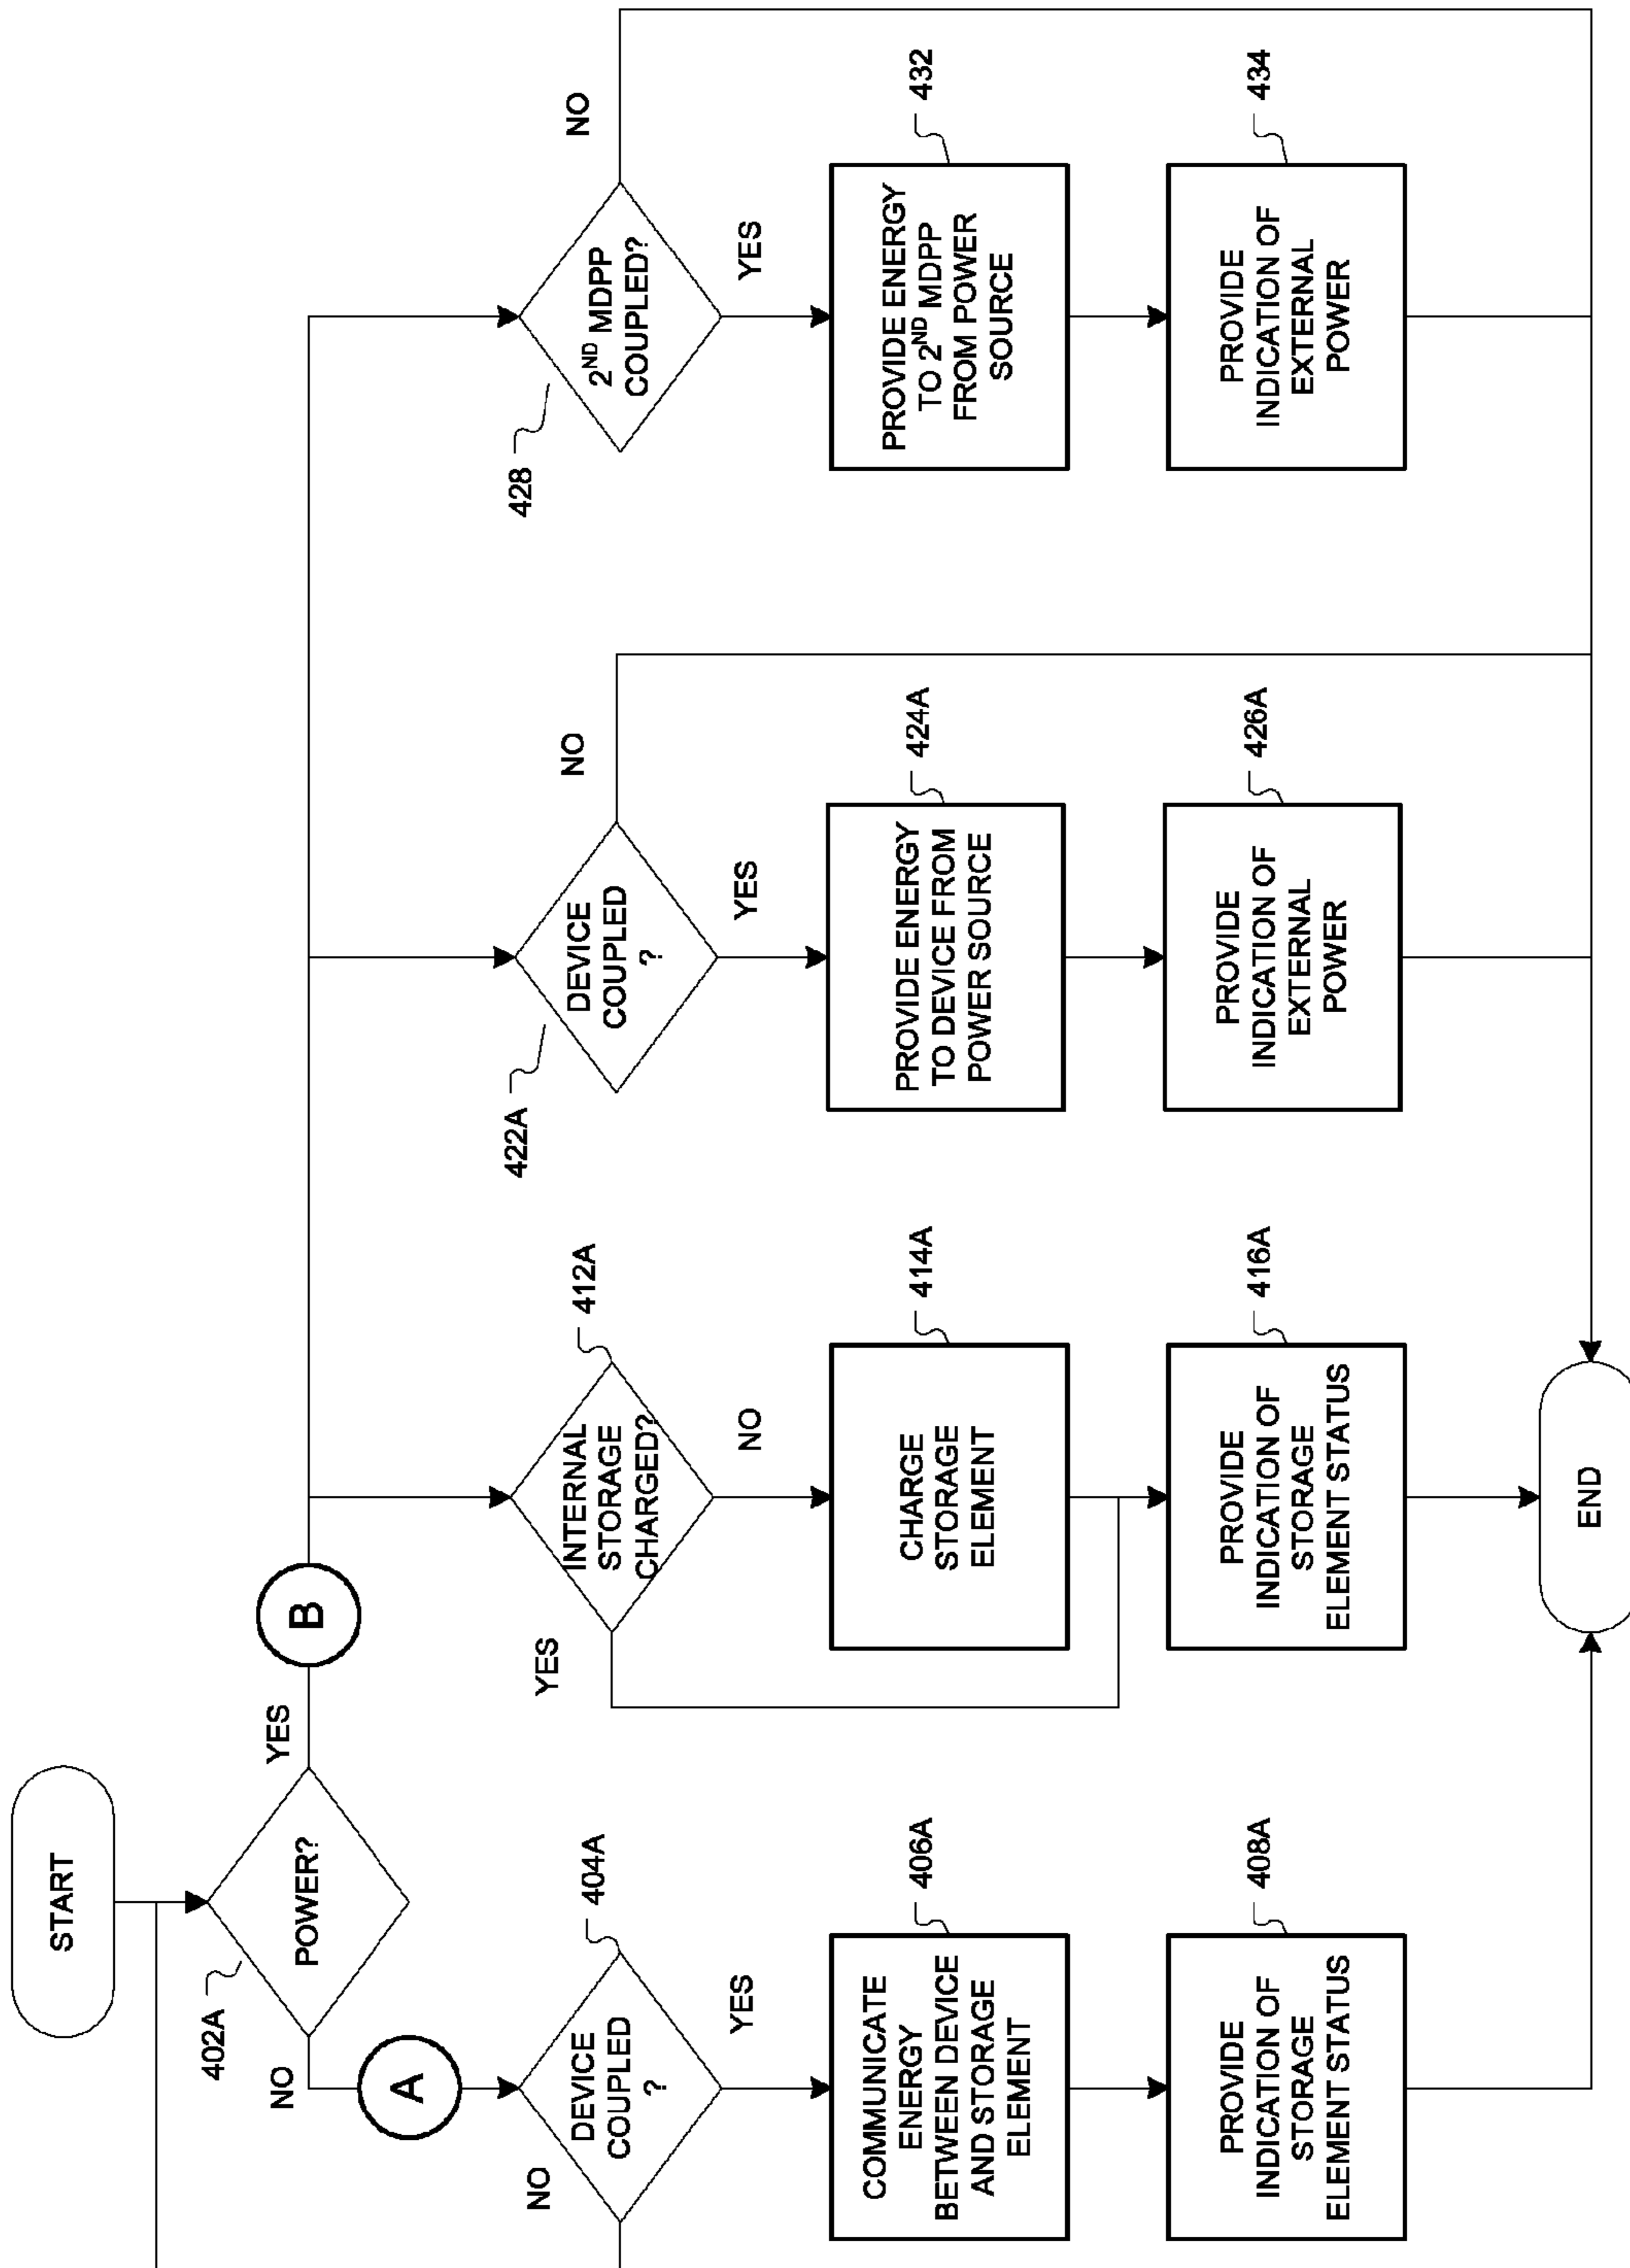 START
402A
POWER?
NO
YES
A
B
404A
DEVICE
COUPLED
?
NO
YES
406A
COMMUNICATE
ENERGY
BETWEEN DEVICE
AND STORAGE
ELEMENT
408A
PROVIDE
INDICATION OF
STORAGE
ELEMENT STATUS
412A
INTERNAL
STORAGE
CHARGED?
YES
NO
414A
CHARGE
STORAGE
ELEMENT
416A
PROVIDE
INDICATION OF
STORAGE
ELEMENT STATUS
422A
DEVICE
COUPLED
?
NO
YES
424A
PROVIDE ENERGY
TO DEVICE FROM
POWER SOURCE
426A
PROVIDE
INDICATION OF
EXTERNAL
POWER
428
2ND MDPP
COUPLED?
NO
YES
432
PROVIDE ENERGY
TO 2ND MDPP
FROM POWER
SOURCE
434
PROVIDE
INDICATION OF
EXTERNAL
POWER
END